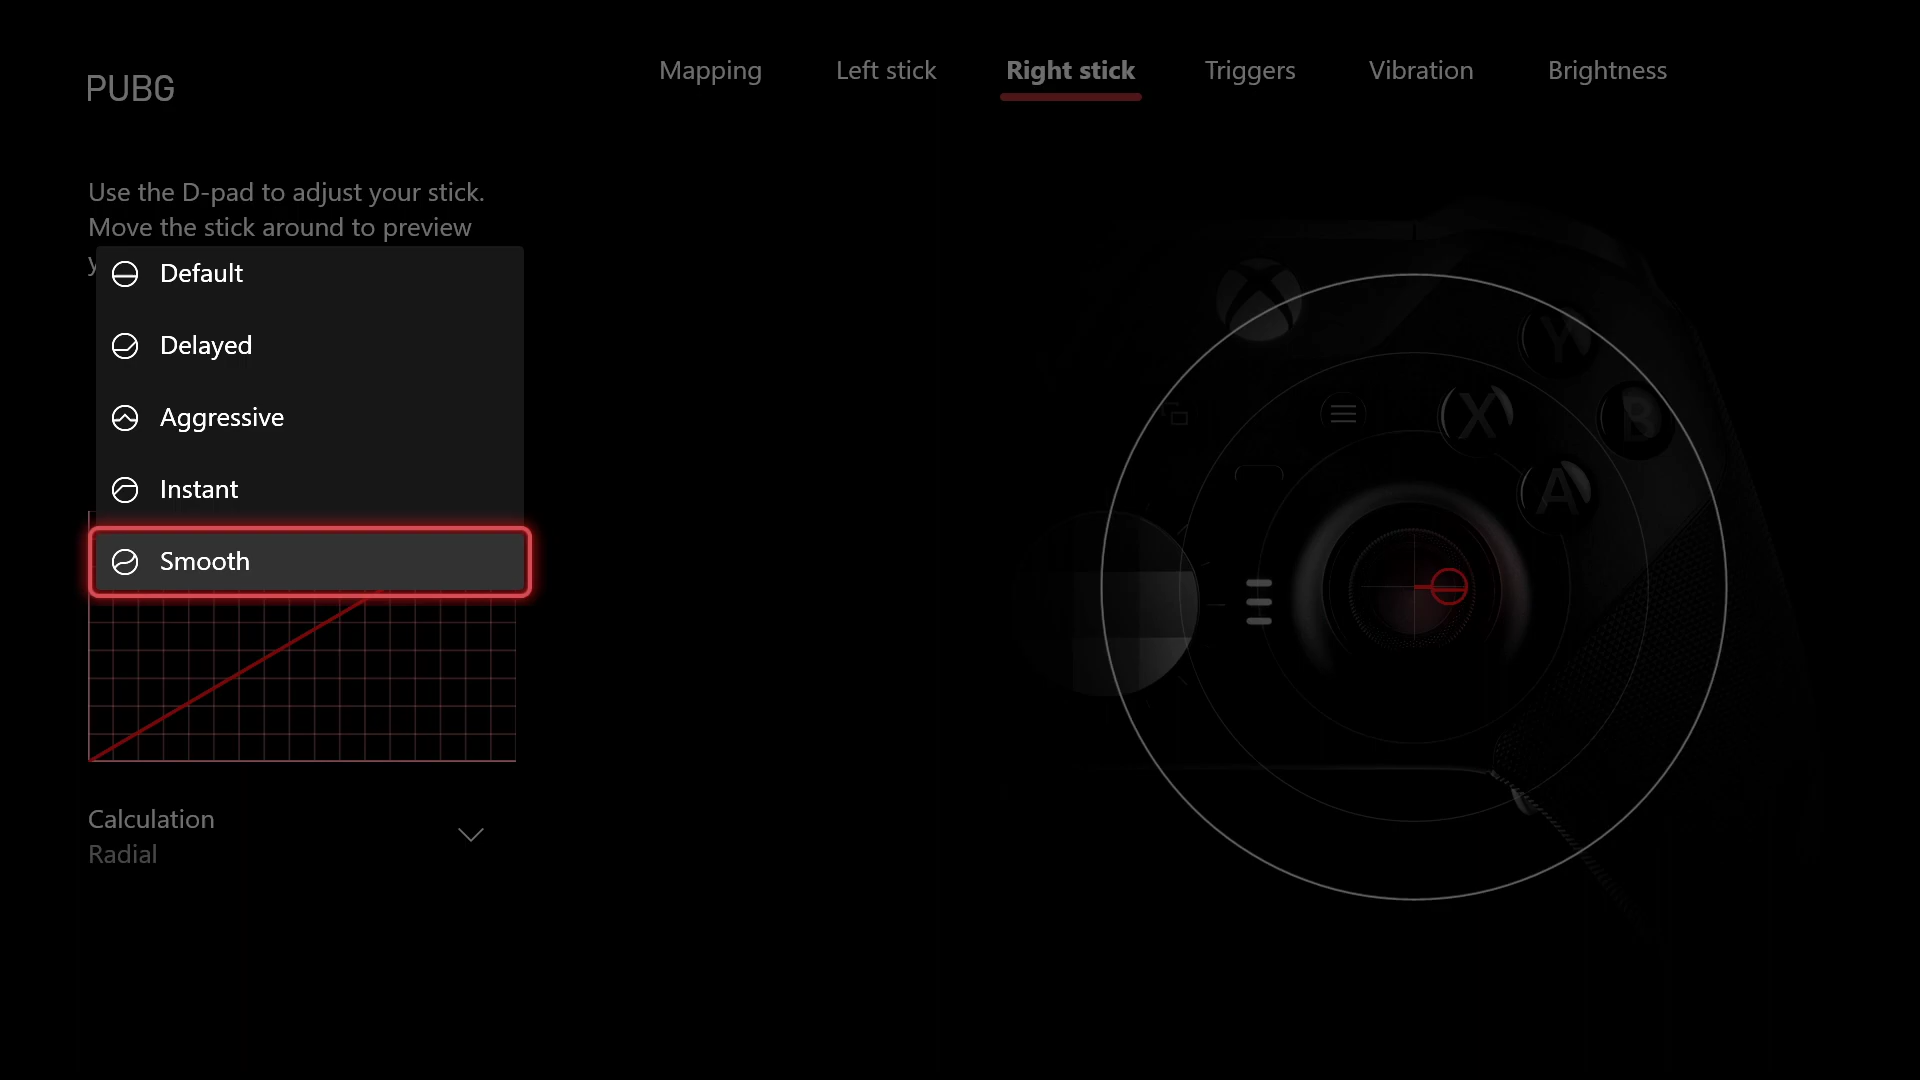 PUBG
Mapping
Left stick
Right stick
Triggers
Vibration
Brightness
Use the D-pad to adjust your stick.
Move the stick around to preview
y
Default
Delayed
Aggressive
Instant
Smooth
Calculation
Radial
Y
X
B
A